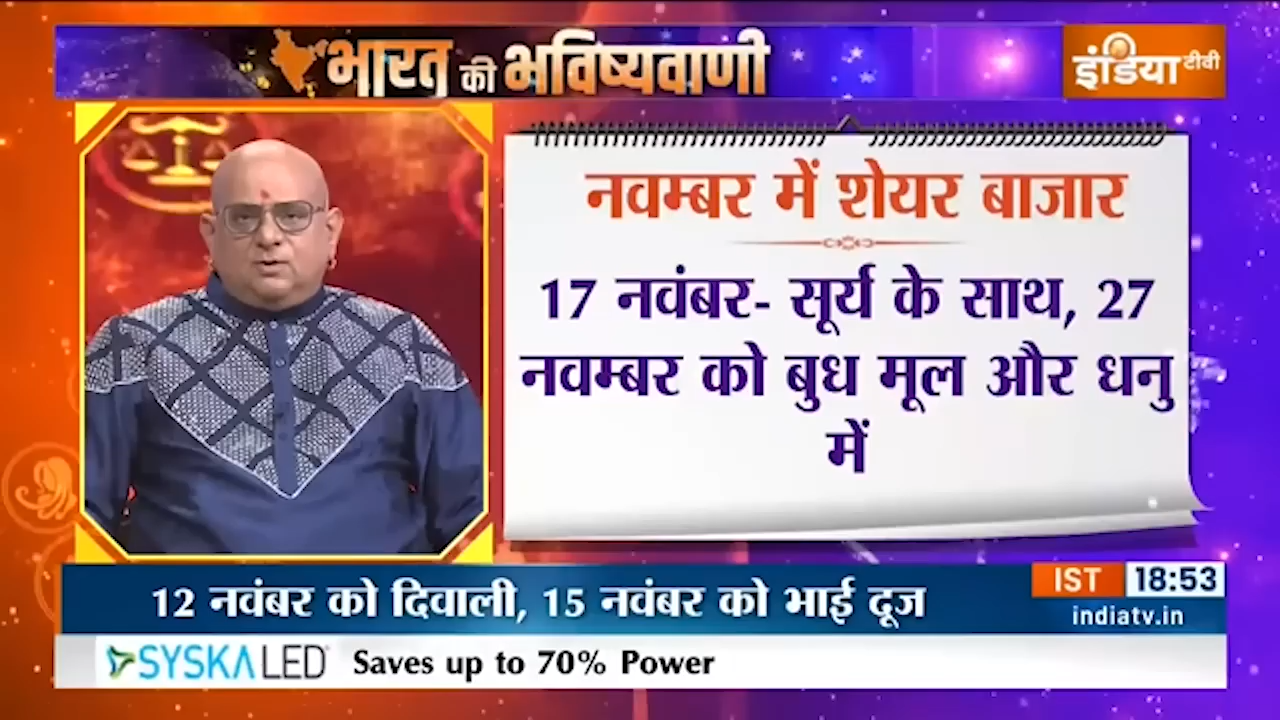 भारत की भविष्यवाणी
इंडिया टीवी
नवम्बर में शेयर बाजार
17 नवंबर- सूर्य के साथ, 27
नवम्बर को बुध मूल और धनु
में
12 नवंबर को दिवाली, 15 नवंबर को भाई दूज
IST 18:53
indiatv.in
SYSKA LED Saves up to 70% Power